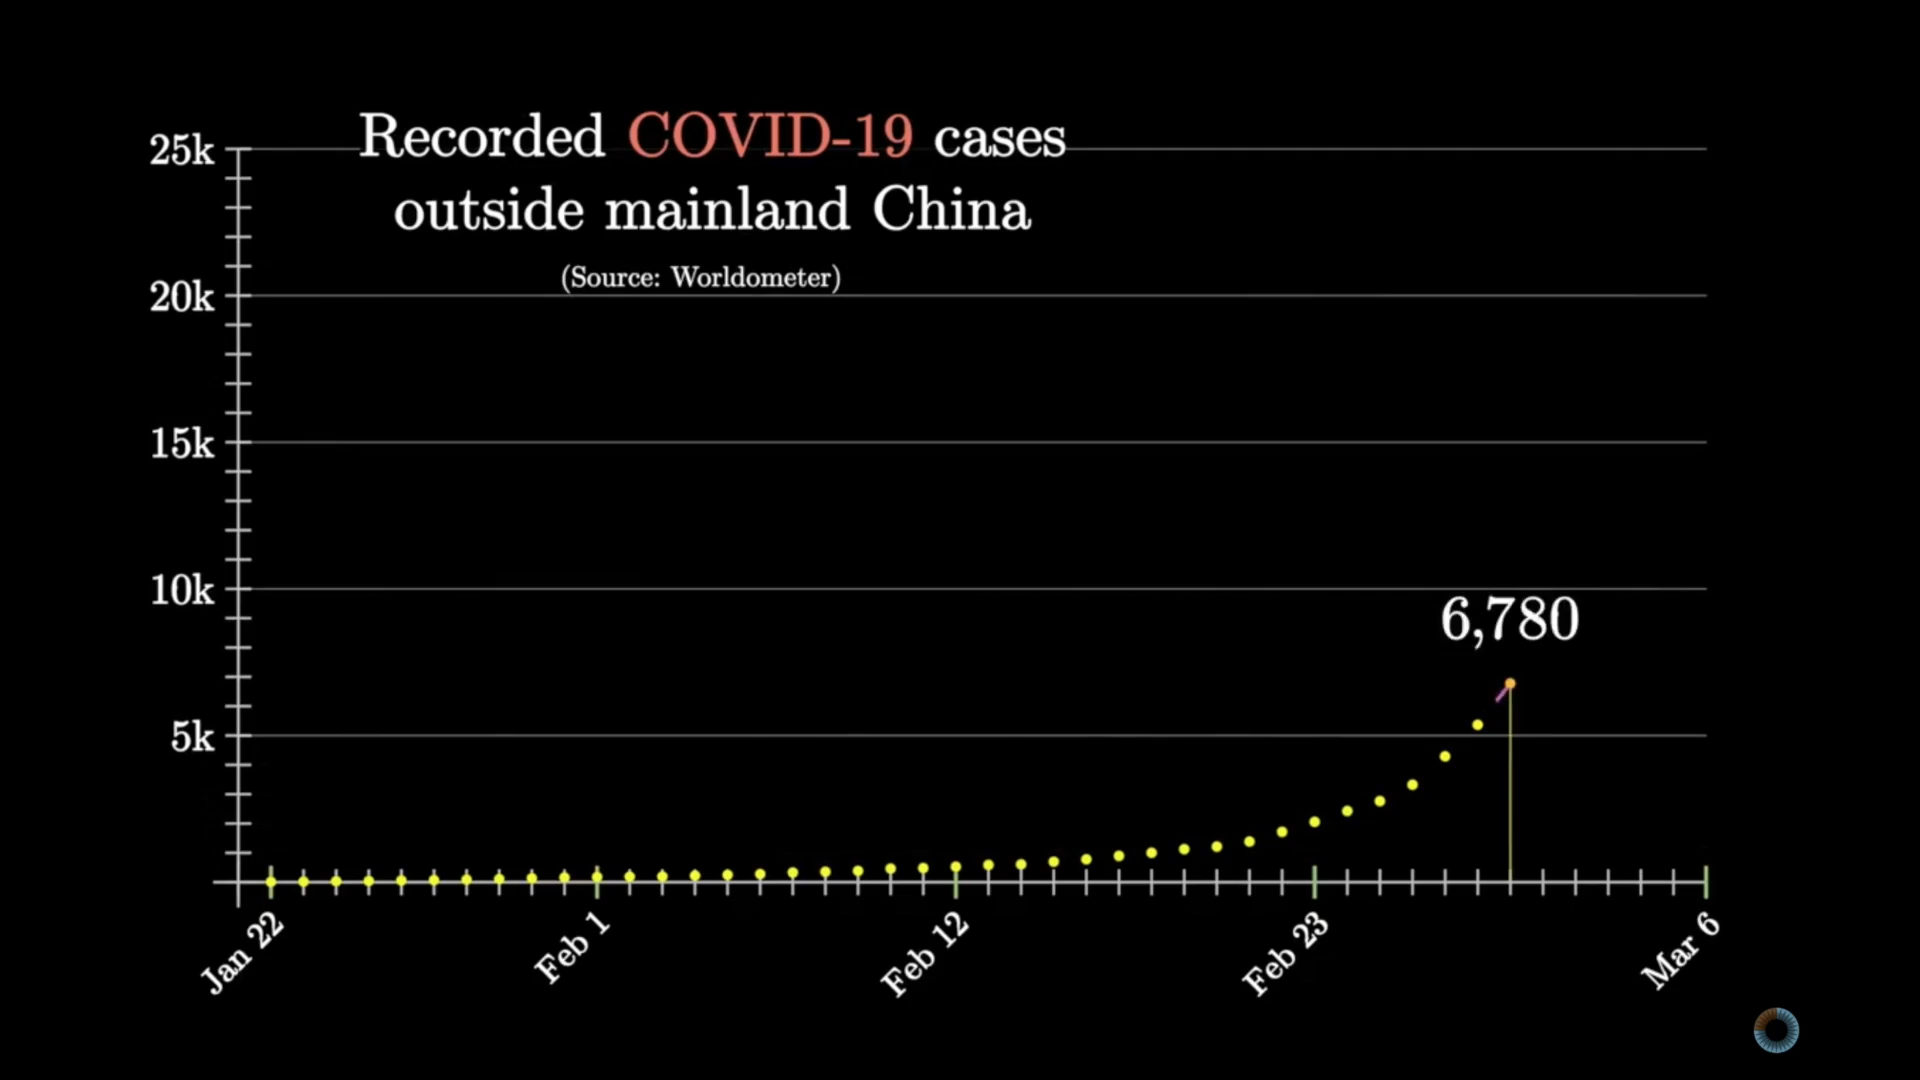 Recorded COVID-19 cases
outside mainland China
(Source: Worldometer)
25k
20k
15k
10k
5k
6,780
Jan 22
Feb 1
Feb 12
Feb 23
Mar 6